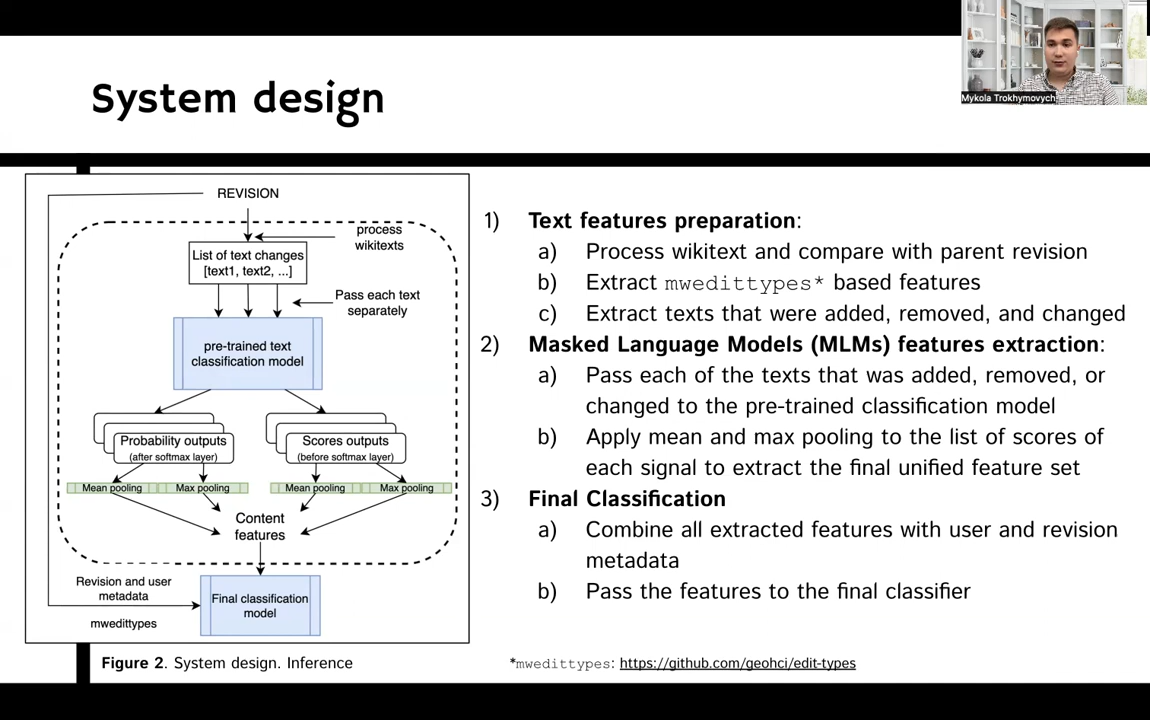 Mykola Trokhymovych
System design
REVISION
process
wikitexts
List of text changes
[text1, text2, ...]
Pass each text
separately
pre-trained text
classification model
Probability outputs
(after softmax layer)
Scores outputs
(before softmax layer)
Mean pooling
Max pooling
Mean pooling
Max pooling
Content
features
Revision and user
metadata
mwedittypes
Final classification
model
Figure 2. System design. Inference
1) Text features preparation:
a) Process wikitext and compare with parent revision
b) Extract mwedittypes* based features
c) Extract texts that were added, removed, and changed
2) Masked Language Models (MLMs) features extraction:
a) Pass each of the texts that was added, removed, or
changed to the pre-trained classification model
b) Apply mean and max pooling to the list of scores of
each signal to extract the final unified feature set
3) Final Classification
a) Combine all extracted features with user and revision
metadata
b) Pass the features to the final classifier
*mwedittypes: https://github.com/geohci/edit-types